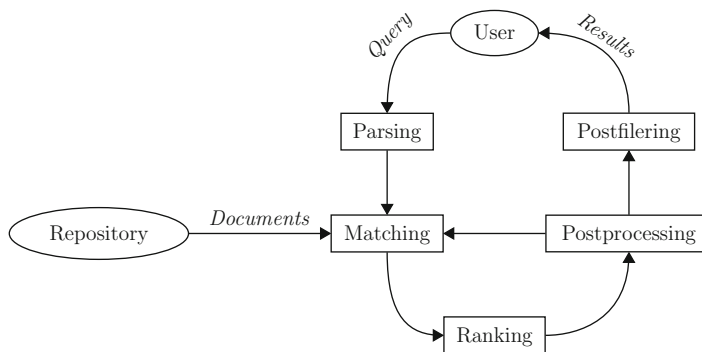 Query
User
Results
Parsing
Postfilering
Repository
Documents
Matching
Postprocessing
Ranking